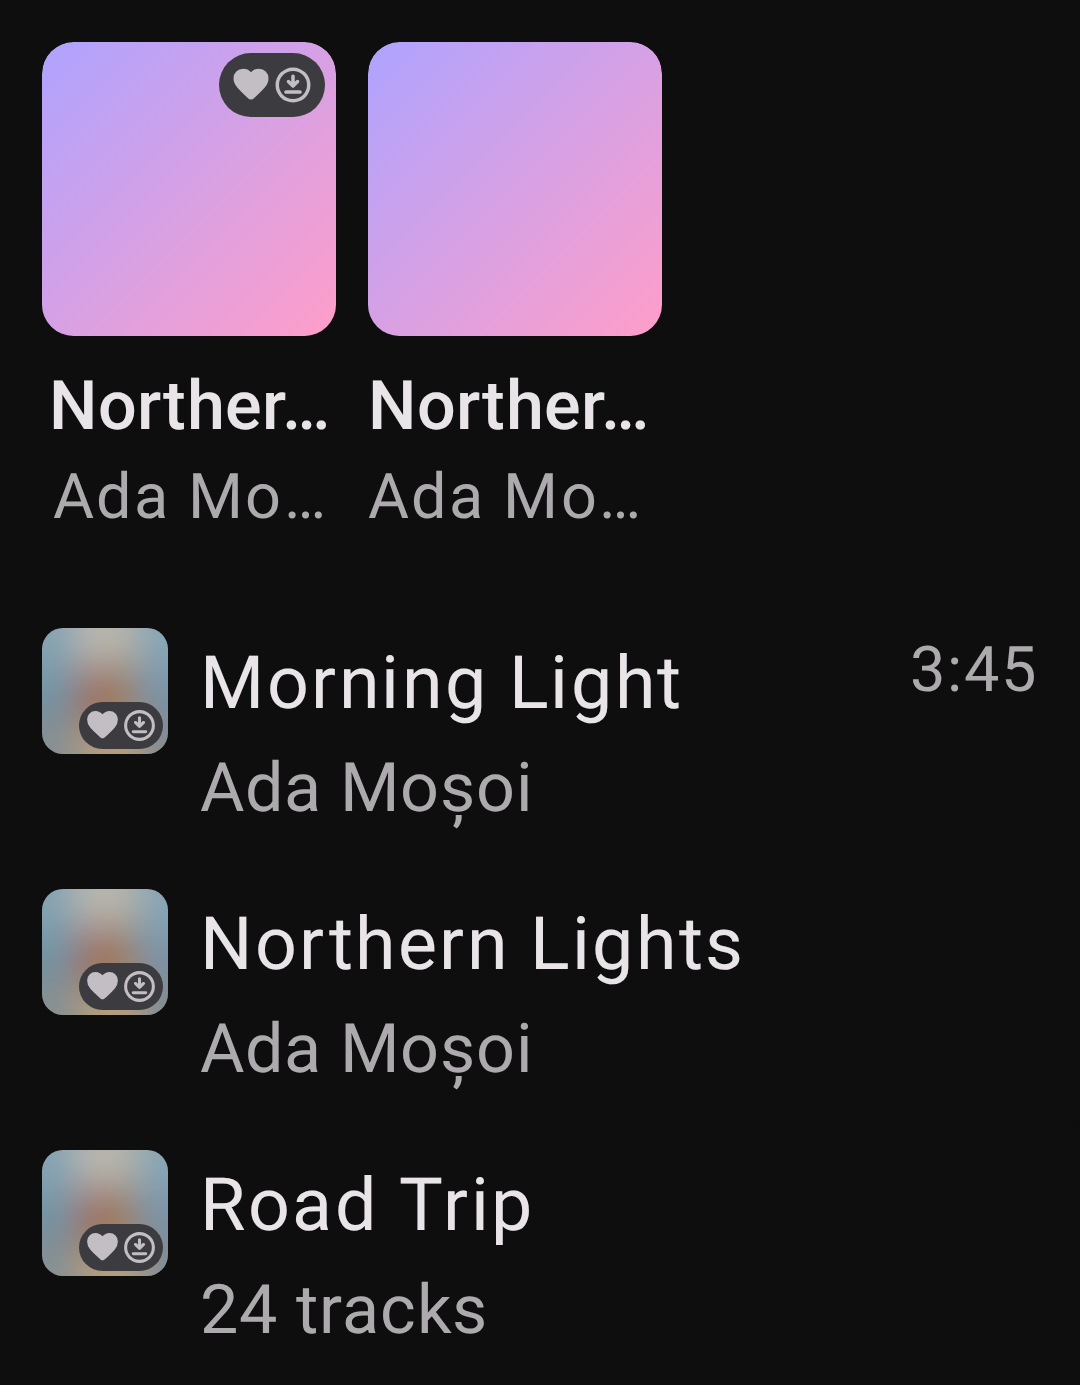 Norther… Norther…
Ada Mo… Ada Mo…
Morning Light 3:45
Ada Moșoi
Northern Lights
Ada Moșoi
Road Trip
24 tracks